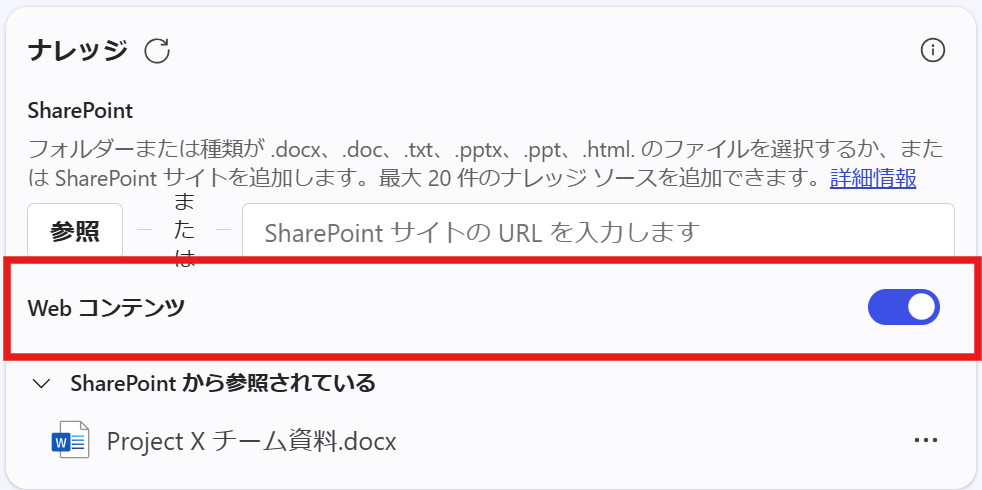 ナレッジ
SharePoint
フォルダーまたは種類が .docx、.doc、.txt、.pptx、.ppt、.html. のファイルを選択するか、また
は SharePoint サイトを追加します。最大 20 件のナレッジ ソースを追加できます。詳細情報
参照
ま
た
は
SharePoint サイトの URL を入力します
Web コンテンツ
SharePoint から参照されている
Project X チーム資料.docx